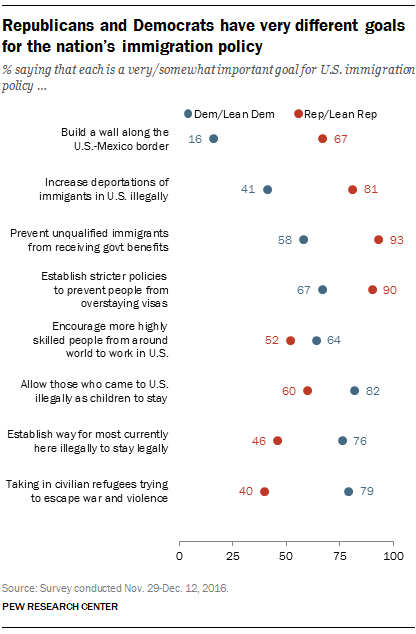 Republicans and Democrats have very different goals
for the nation's immigration policy
% saying that each is a very/somewhat important goal for U.S. immigration
policy ...
Dem/Lean Dem Rep/Lean Rep
Build a wall along the
U.S.-Mexico border
16 67
Increase deportations of
immigants in U.S. illegally
41 81
Prevent unqualified immigrants
from receiving govt benefits
58 93
Establish stricter policies
to prevent people from
overstaying visas
67 90
Encourage more highly
skilled people from around
world to work in U.S.
52 64
Allow those who came to U.S.
illegally as children to stay
60 82
Establish way for most currently
here illegally to stay legally
46 76
Taking in civilian refugees trying
to escape war and violence
40 79
0 25 50 75 100
Source: Survey conducted Nov. 29-Dec. 12, 2016.
PEW RESEARCH CENTER